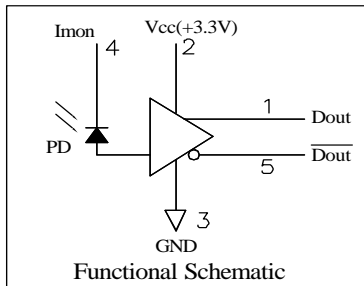 Imon
Vcc(+3.3V)
4
2
1
Dout
PD
Dout
5
3
GND
Functional Schematic